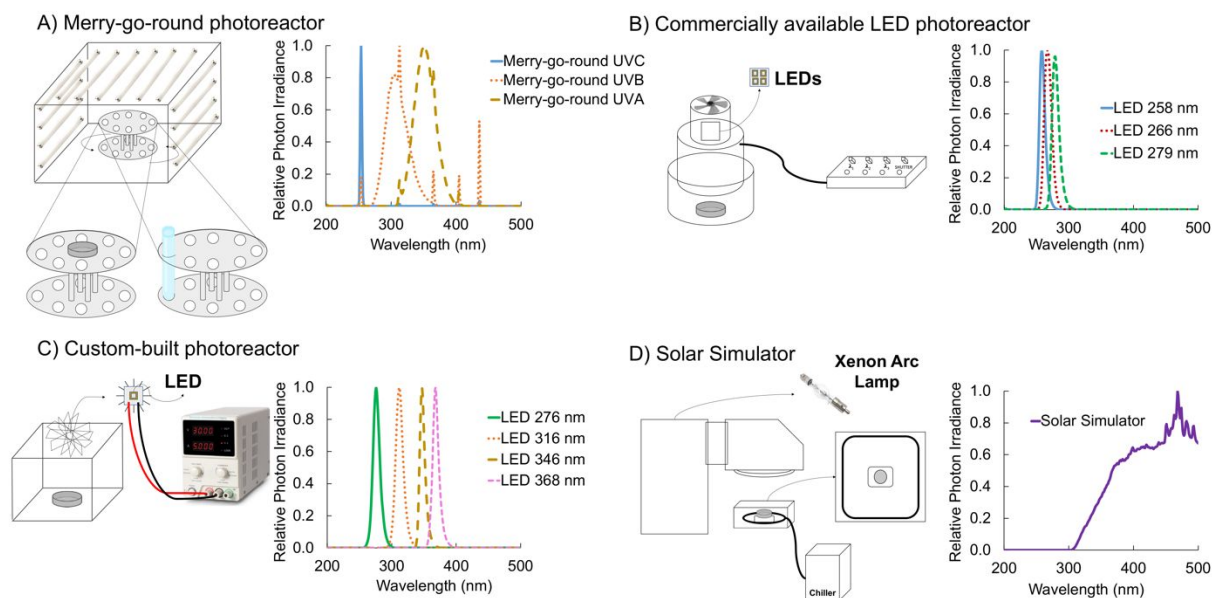 A) Merry-go-round photoreactor
Relative Photon Irradiance
1.0
0.8
0.6
0.4
0.2
0.0
200 300 400 500
Wavelength (nm)
Merry-go-round UVC
Merry-go-round UVB
Merry-go-round UVA
B) Commercially available LED photoreactor
LEDs
SHUTTER
Relative Photon Irradiance
1.0
0.8
0.6
0.4
0.2
0.0
200 300 400 500
Wavelength (nm)
LED 258 nm
LED 266 nm
LED 279 nm
C) Custom-built photoreactor
LED
Relative Photon Irradiance
1.0
0.8
0.6
0.4
0.2
0.0
200 300 400 500
Wavelength (nm)
LED 276 nm
LED 316 nm
LED 346 nm
LED 368 nm
D) Solar Simulator
Xenon Arc
Lamp
Chiller
Relative Photon Irradiance
1.0
0.8
0.6
0.4
0.2
0.0
200 300 400 500
Wavelength (nm)
Solar Simulator